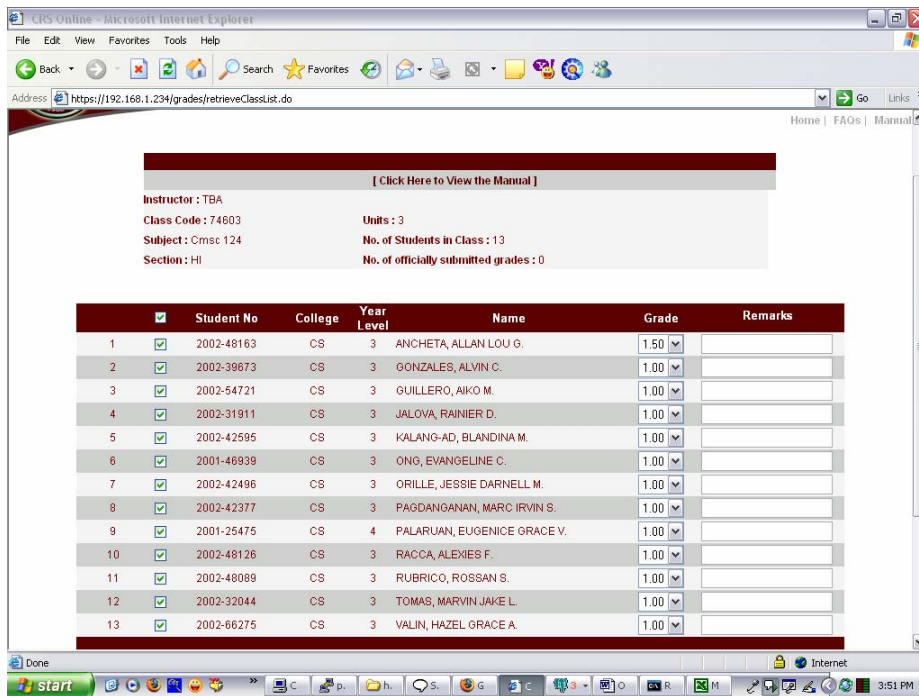 CRS Online - Microsoft Internet Explorer
File Edit View Favorites Tools Help
Back Search Favorites
Address https://192.168.1.234/grades/retrieveClassList.do Go Links
Home | FAQs | Manual
[ Click Here to View the Manual ]
Instructor : TBA
Class Code : 74603 Units : 3
Subject : Cmsc 124 No. of Students in Class : 13
Section : HI No. of officially submitted grades : 0
Student No College Year Level Name Grade Remarks
1 2002-48163 CS 3 ANCHETA, ALLAN LOU G. 1.50
2 2002-39673 CS 3 GONZALES, ALVIN C. 1.00
3 2002-54721 CS 3 GUILLERO, AIKO M. 1.00
4 2002-31911 CS 3 JALOVA, RAINIER D. 1.00
5 2002-42595 CS 3 KALANG-AD, BLANDINA M. 1.00
6 2001-46939 CS 3 ONG, EVANGELINE C. 1.00
7 2002-42496 CS 3 ORILLE, JESSIE DARNELL M. 1.00
8 2002-42377 CS 3 PAGDANGANAN, MARC IRVIN S. 1.00
9 2001-25475 CS 4 PALARUAN, EUGENICE GRACE V. 1.00
10 2002-48126 CS 3 RACCA, ALEXIES F. 1.00
11 2002-48089 CS 3 RUBRICO, ROSSAN S. 1.00
12 2002-32044 CS 3 TOMAS, MARVIN JAKE L. 1.00
13 2002-66275 CS 3 VALIN, HAZEL GRACE A. 1.00
Done Internet
start C p. h. S. G C 3 O R M 3:51 PM